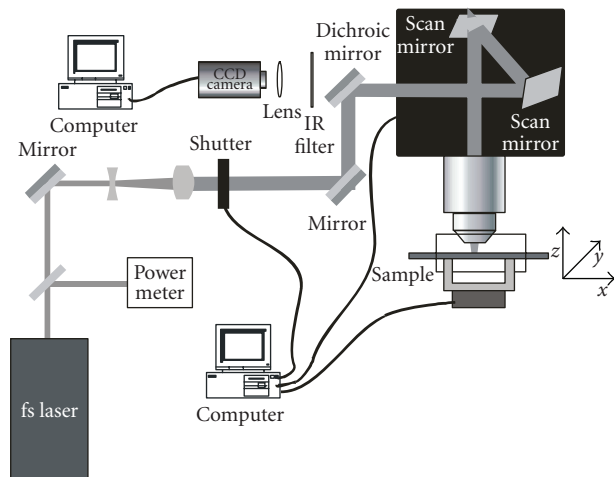 Scan
mirror
Dichroic
mirror
CCD
camera
Computer
Lens
IR
filter
Scan
mirror
Shutter
Mirror
Mirror
Power
meter
Sample
z
y
x
fs laser
Computer